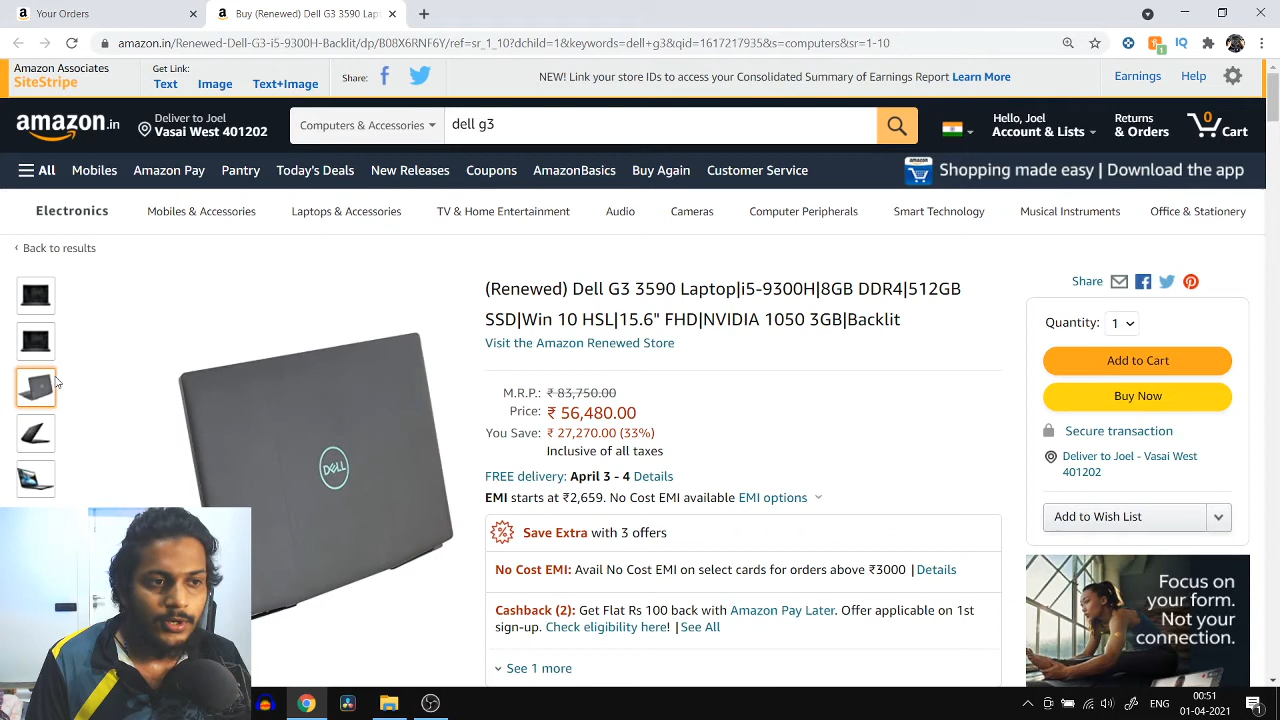 Your Orders
Buy (Renewed) Dell G3 3590 Lap
amazon.in/Renewed-Dell-G3-i5-9300H-Backlit/dp/B08X6RNF6Y/ref=sr_1_10?dchild=1&keywords=dell+g3&qid=1617217935&s=computers&sr=1-10
Amazon Associates
SiteStripe
Get Link:
Text Image Text+Image
Share:
NEW! Link your store IDs to access your Consolidated Summary of Earnings Report Learn More
Earnings Help
amazon.in
Deliver to Joel
Vasai West 401202
Computers & Accessories
dell g3
Hello, Joel
Account & Lists
Returns
& Orders
0
Cart
All Mobiles Amazon Pay Pantry Today's Deals New Releases Coupons AmazonBasics Buy Again Customer Service
Shopping made easy | Download the app
Electronics Mobiles & Accessories Laptops & Accessories TV & Home Entertainment Audio Cameras Computer Peripherals Smart Technology Musical Instruments Office & Stationery
‹ Back to results
DELL
(Renewed) Dell G3 3590 Laptop|i5-9300H|8GB DDR4|512GB
SSD|Win 10 HSL|15.6" FHD|NVIDIA 1050 3GB|Backlit
Visit the Amazon Renewed Store
M.R.P.: ₹ 83,750.00
Price: ₹ 56,480.00
You Save: ₹ 27,270.00 (33%)
Inclusive of all taxes
FREE delivery: April 3 - 4 Details
EMI starts at ₹2,659. No Cost EMI available EMI options
Save Extra with 3 offers
No Cost EMI: Avail No Cost EMI on select cards for orders above ₹3000 |Details
Cashback (2): Get Flat Rs 100 back with Amazon Pay Later. Offer applicable on 1st
sign-up. Check eligibility here! |See All
See 1 more
Share
Quantity: 1
Add to Cart
Buy Now
Secure transaction
Deliver to Joel - Vasai West
401202
Add to Wish List
Focus on
your form.
Not your
connection.
ENG
00:51
01-04-2021